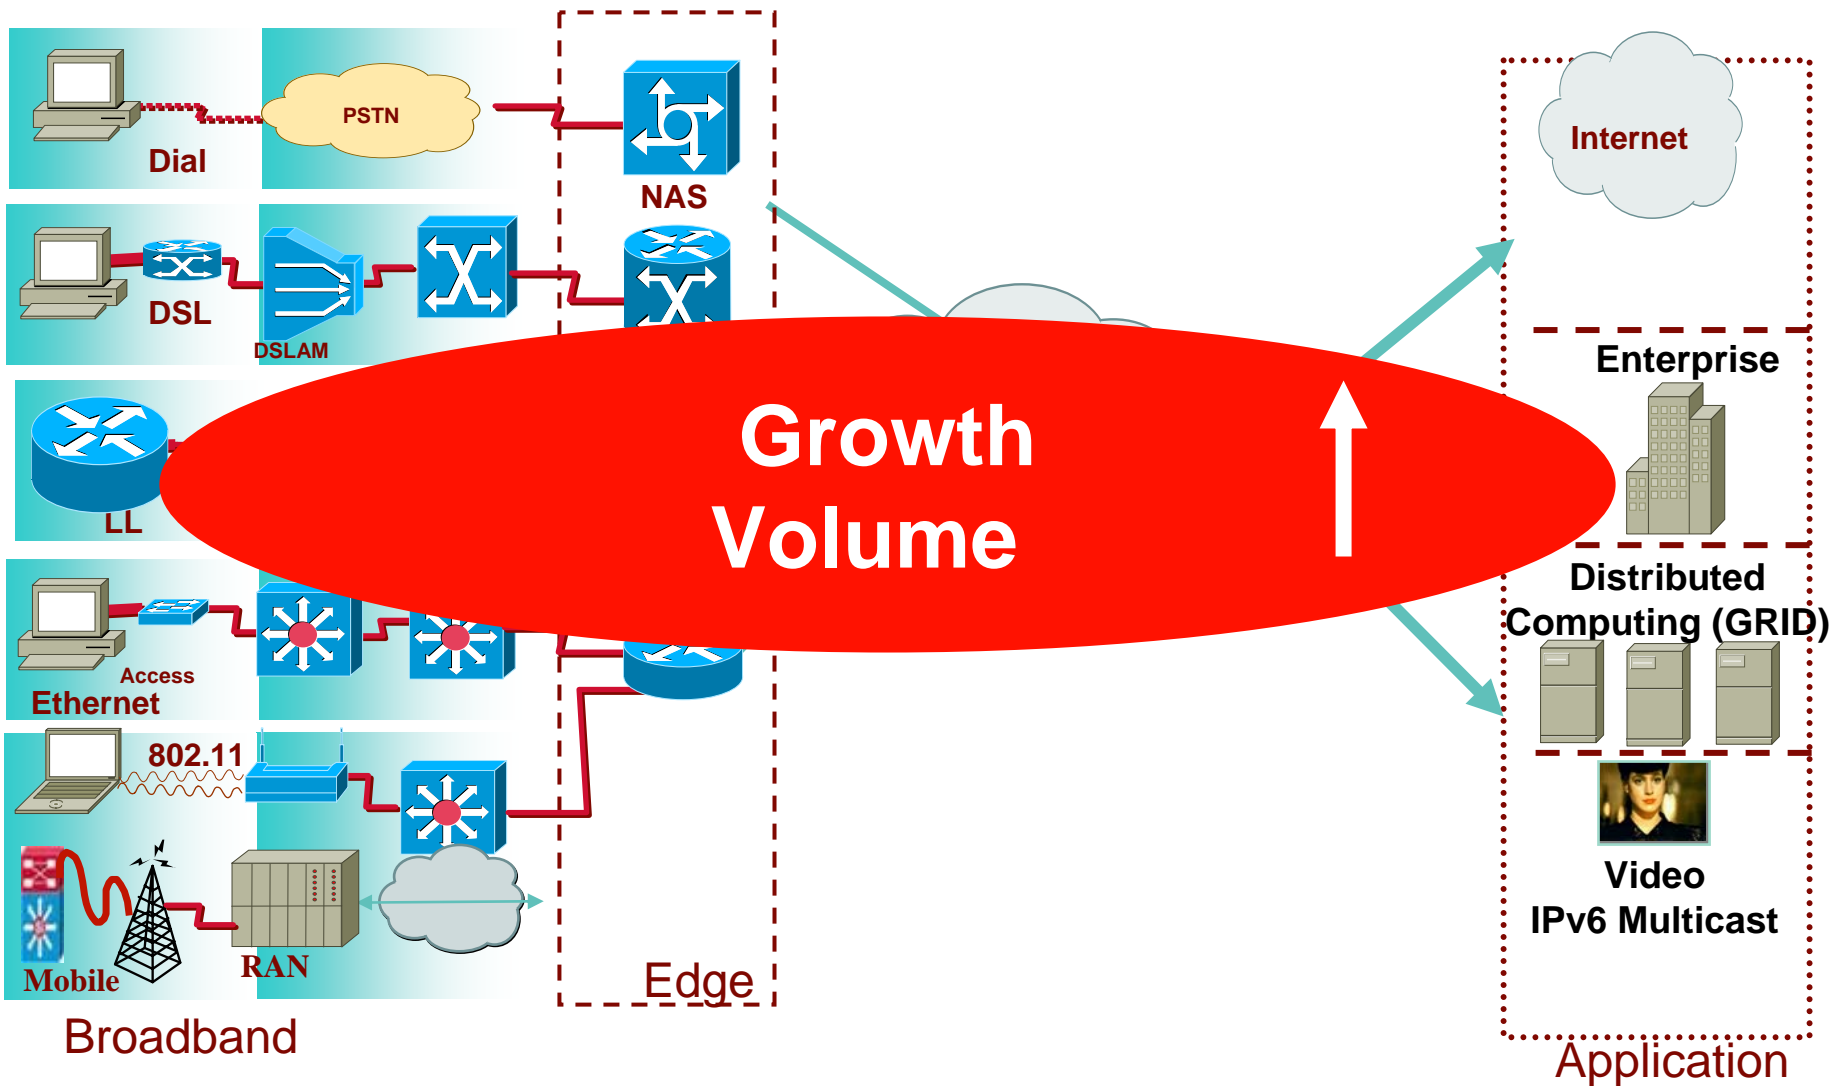 PSTN
Dial
NAS
Internet
DSL
DSLAM
Enterprise
Growth
Volume
LL
Distributed
Computing (GRID)
Access
Ethernet
802.11
Video
IPv6 Multicast
RAN
Mobile
Edge
Broadband
Application